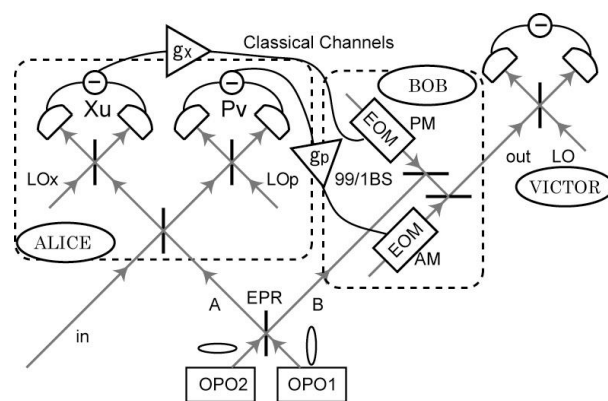 gx
Classical Channels
Xu
Pv
BOB
EOM
PM
gp
99/1BS
LOx
LOp
out
LO
VICTOR
ALICE
EOM
AM
A
EPR
B
in
OPO2
OPO1